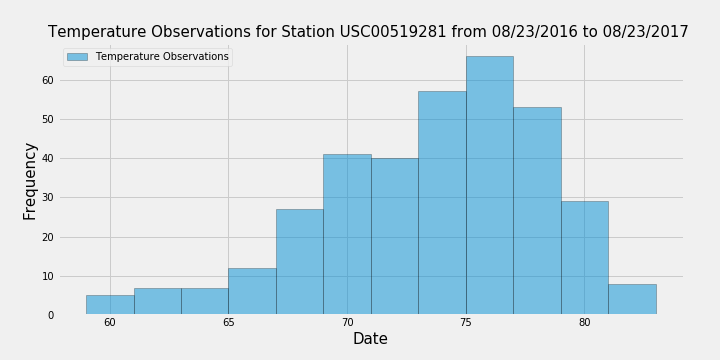 Temperature Observations for Station USC00519281 from 08/23/2016 to 08/23/2017
Temperature Observations
Frequency
60
50
40
30
20
10
0
60 65 70 75 80
Date